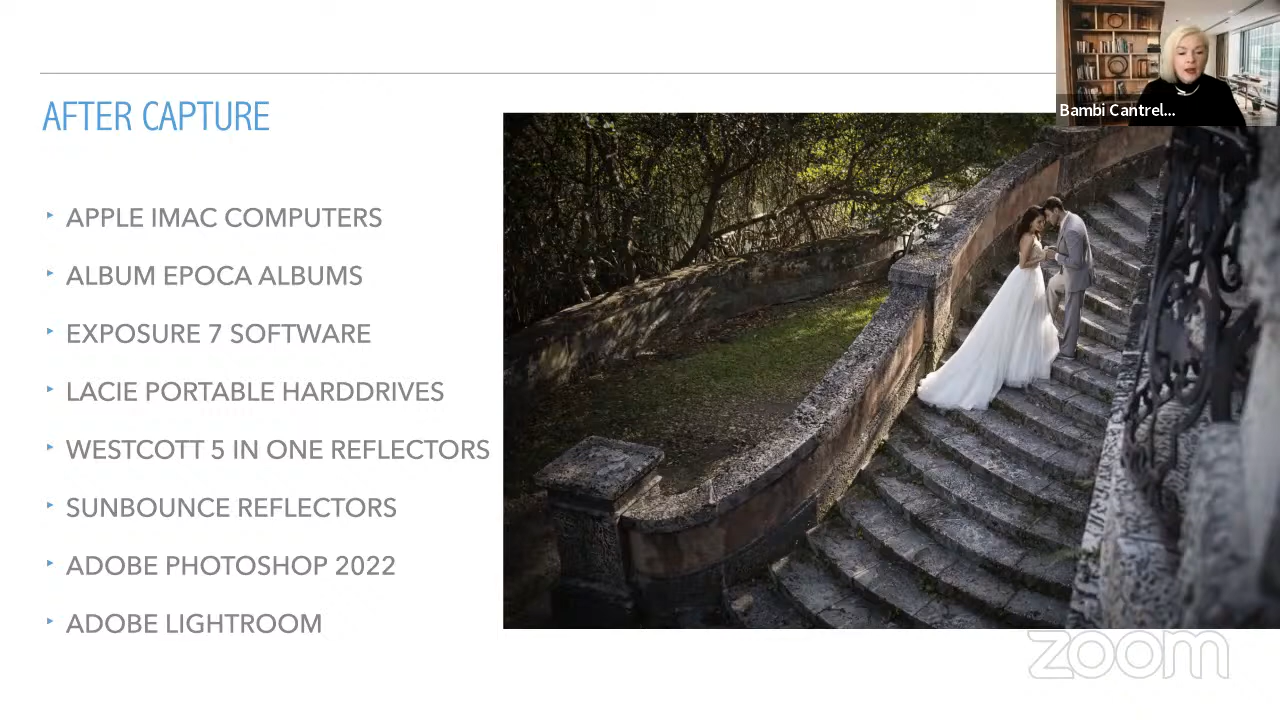 Bambi Cantrel...
AFTER CAPTURE
APPLE IMAC COMPUTERS
ALBUM EPOCA ALBUMS
EXPOSURE 7 SOFTWARE
LACIE PORTABLE HARDDRIVES
WESTCOTT 5 IN ONE REFLECTORS
SUNBOUNCE REFLECTORS
ADOBE PHOTOSHOP 2022
ADOBE LIGHTROOM
zoom